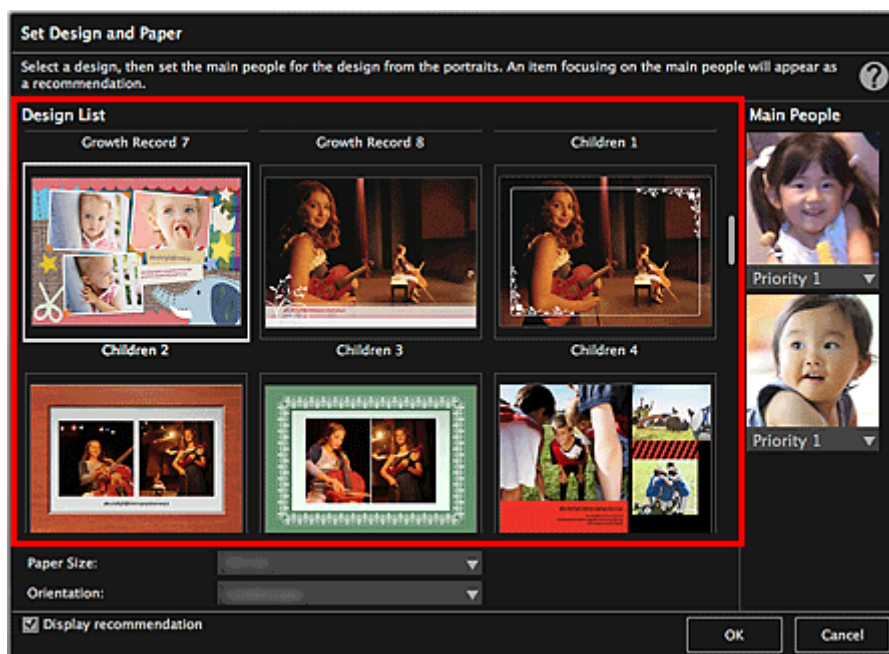 Set Design and Paper
Select a design, then set the main people for the design from the portraits. An item focusing on the main people will appear as
a recommendation.
?
Design List
Main People
Growth Record 7
Growth Record 8
Children 1
Priority 1
Children 2
Children 3
Children 4
Priority 1
Paper Size:
Orientation:
Display recommendation
OK
Cancel